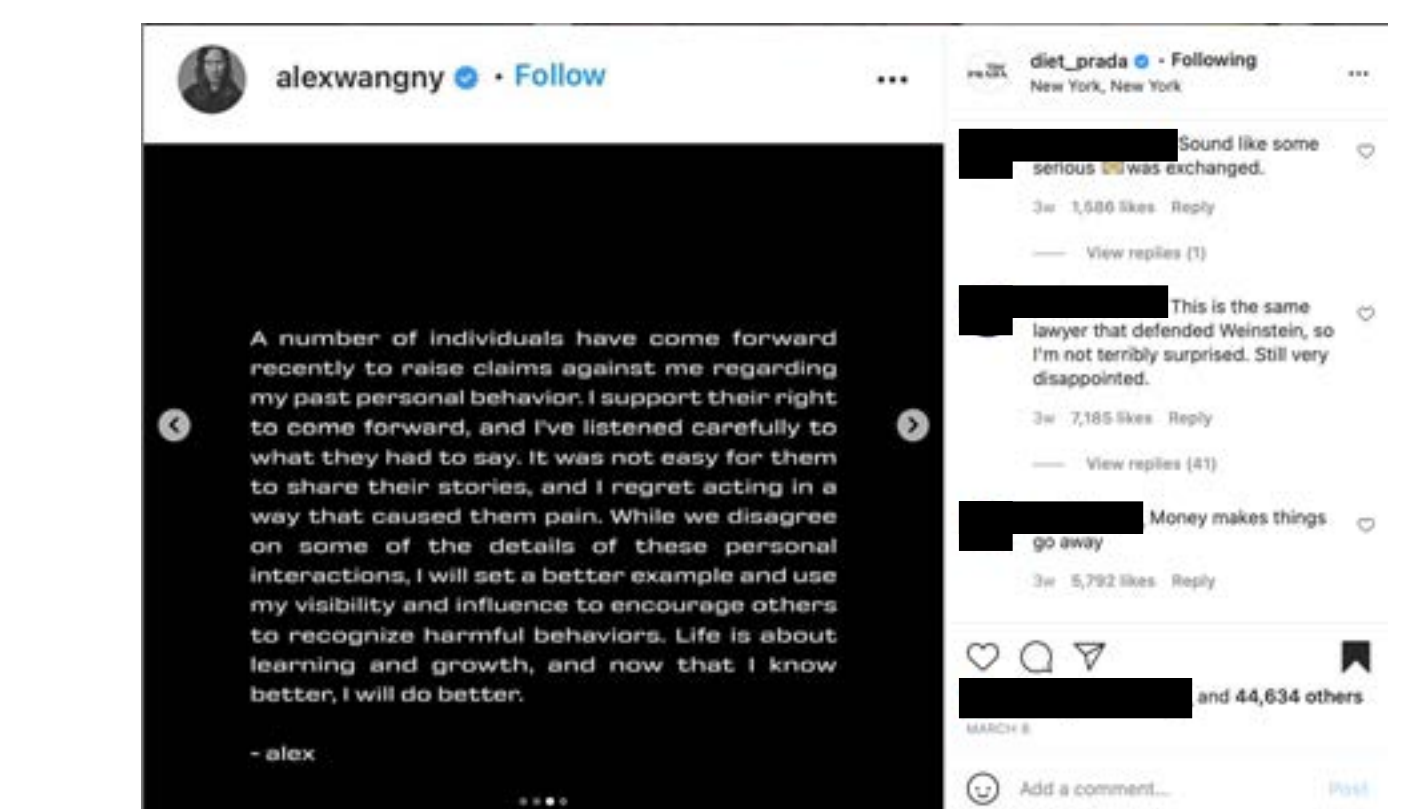 alexwangny • Follow
A number of individuals have come forward
recently to raise claims against me regarding
my past personal behavior. I support their right
to come forward, and I've listened carefully to
what they had to say. It was not easy for them
to share their stories, and I regret acting in a
way that caused them pain. While we disagree
on some of the details of these personal
interactions, I will set a better example and use
my visibility and influence to encourage others
to recognize harmful behaviors. Life is about
learning and growth, and now that I know
better, I will do better.
- alex
diet_prada • Following
New York, New York
Sound like some
serious 💴 was exchanged.
3w 1,586 likes Reply
View replies (1)
This is the same
lawyer that defended Weinstein, so
I'm not terribly surprised. Still very
disappointed.
3w 7,185 likes Reply
View replies (41)
Money makes things
go away
3w 5,792 likes Reply
and 44,634 others
MARCH 8
Add a comment...
Post